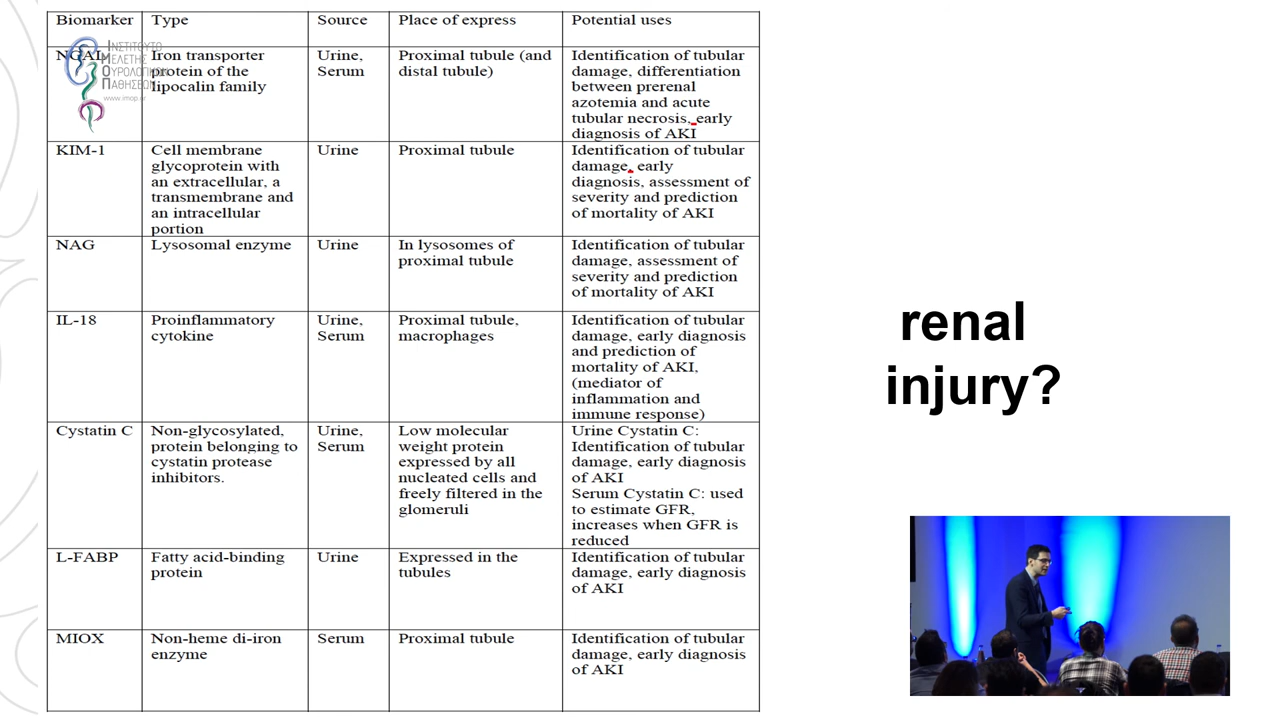 Biomarker Type Source Place of express Potential uses
NGAL Iron transporter Urine, Proximal tubule (and Identification of tubular
protein of the Serum distal tubule) damage, differentiation
lipocalin family between prerenal
azotemia and acute
tubular necrosis, early
diagnosis of AKI
KIM-1 Cell membrane Urine Proximal tubule Identification of tubular
glycoprotein with damage, early
an extracellular, a diagnosis, assessment of
transmembrane and severity and prediction
an intracellular of mortality of AKI
portion
NAG Lysosomal enzyme Urine In lysosomes of Identification of tubular
proximal tubule damage, assessment of
severity and prediction
of mortality of AKI
IL-18 Proinflammatory Urine, Proximal tubule, Identification of tubular
cytokine Serum macrophages damage, early diagnosis
and prediction of
mortality of AKI,
(mediator of
inflammation and
immune response)
Cystatin C Non-glycosylated, Urine, Low molecular Urine Cystatin C:
protein belonging to Serum weight protein Identification of tubular
cystatin protease expressed by all damage, early diagnosis
inhibitors. nucleated cells and of AKI
freely filtered in the Serum Cystatin C: used
glomeruli to estimate GFR,
increases when GFR is
reduced
L-FABP Fatty acid-binding Urine Expressed in the Identification of tubular
protein tubules damage, early diagnosis
of AKI
MIOX Non-heme di-iron Serum Proximal tubule Identification of tubular
enzyme damage, early diagnosis
of AKI
ΙΝΣΤΙΤΟΥΤΟ
ΜΕΛΕΤΗΣ
ΟΥΡΟΛΟΓΙΚΩΝ
ΠΑΘΗΣΕΩΝ
www.imop.gr
renal
injury?